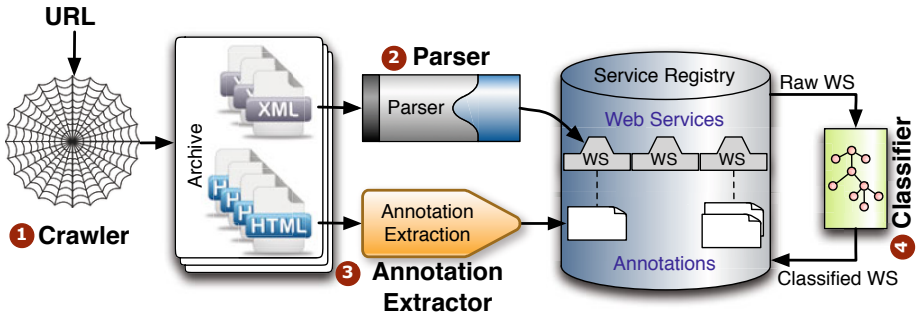 URL
1 Crawler
Archive
XML
HTML
2 Parser
Parser
3 Annotation
Extractor
Annotation
Extraction
Service Registry
Web Services
WS
WS
WS
Annotations
Raw WS
4 Classifier
Classified WS